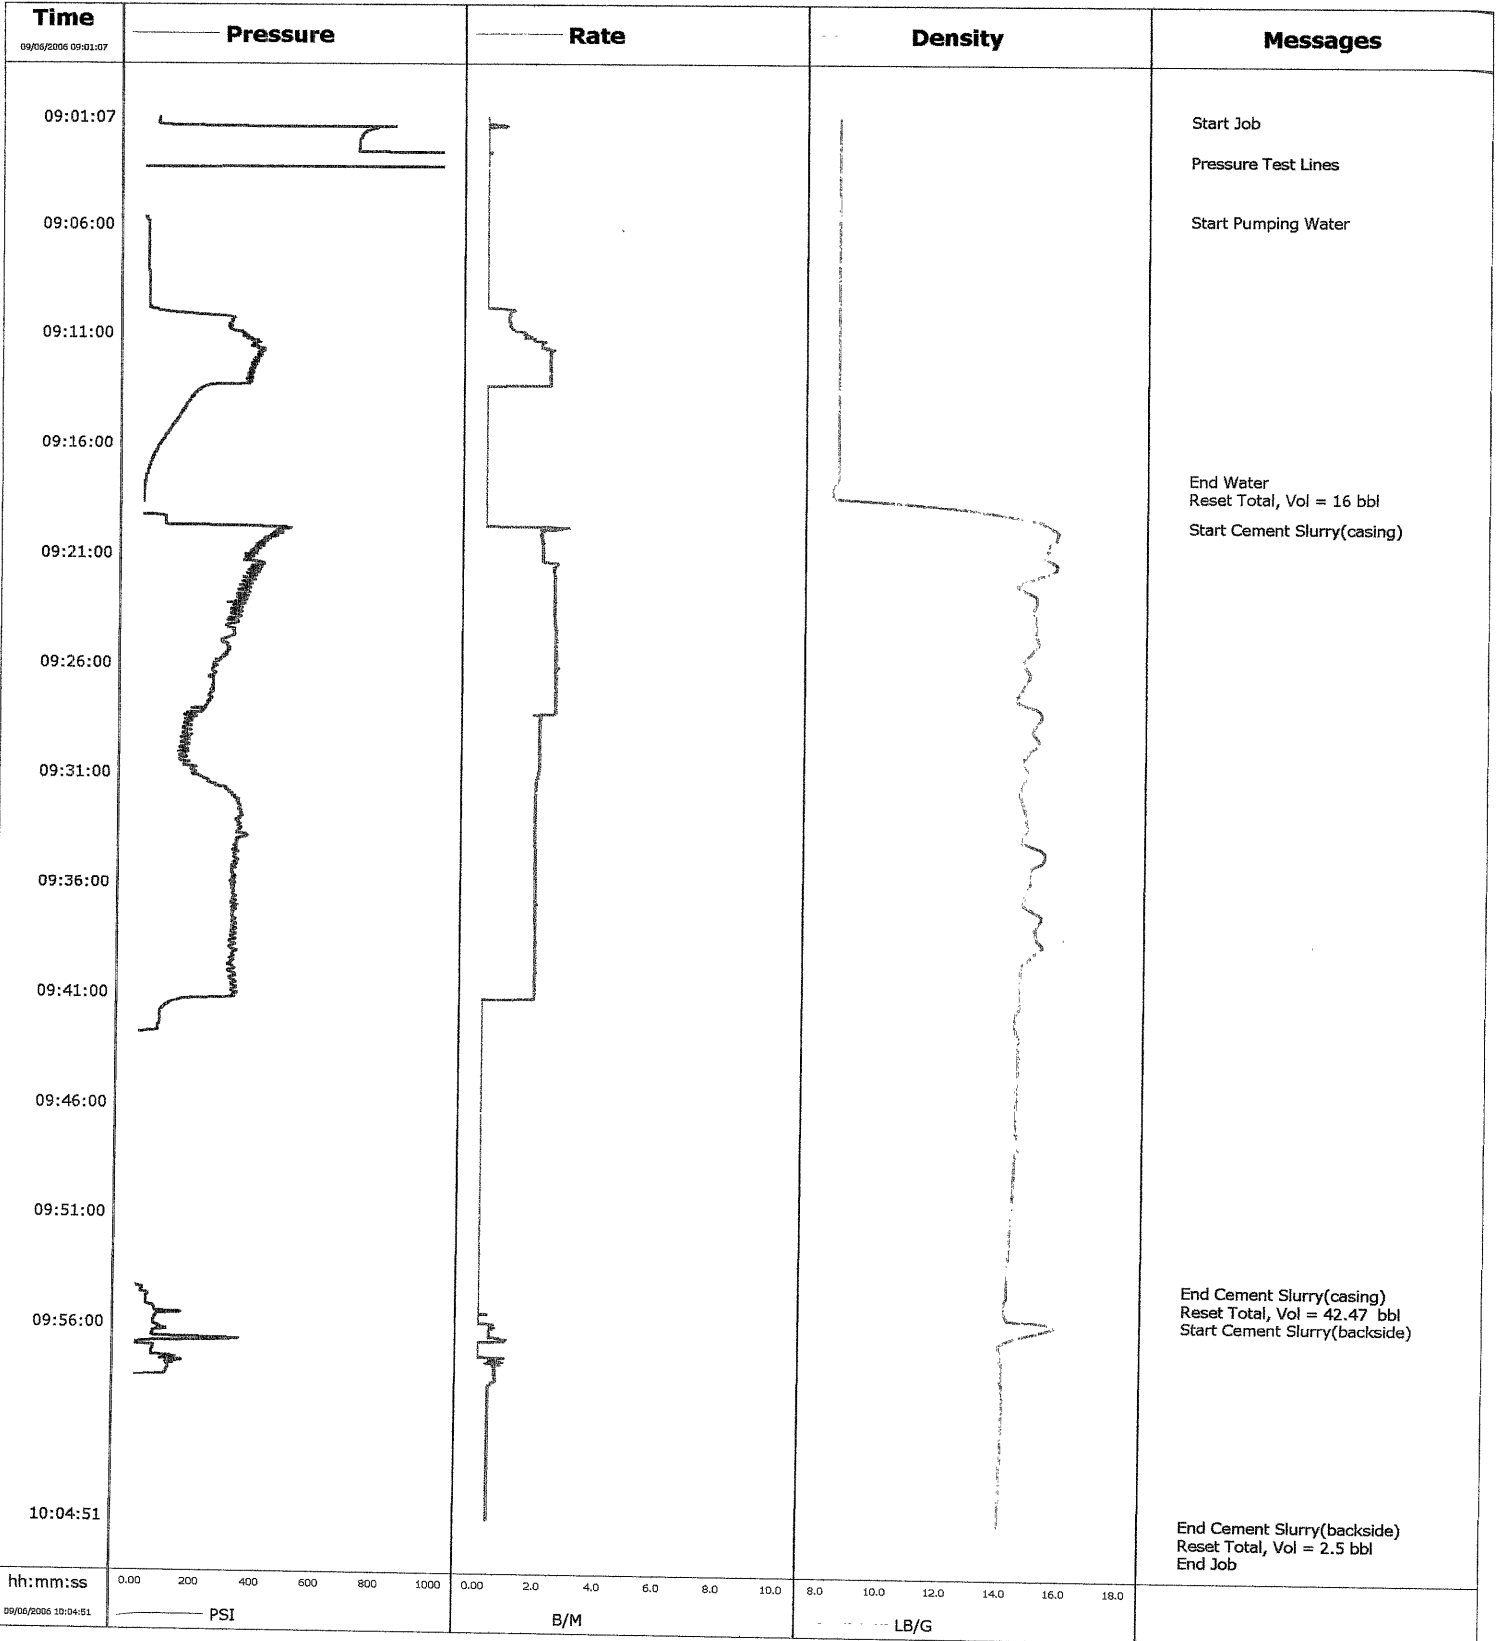 Time
09/06/2006 09:01:07
Pressure
Rate
Density
Messages
09:01:07
Start Job
Pressure Test Lines
09:06:00
Start Pumping Water
09:11:00
09:16:00
End Water
Reset Total, Vol = 16 bbl
Start Cement Slurry(casing)
09:21:00
09:26:00
09:31:00
09:36:00
09:41:00
09:46:00
09:51:00
End Cement Slurry(casing)
Reset Total, Vol = 42.47 bbl
09:56:00
Start Cement Slurry(backside)
10:04:51
End Cement Slurry(backside)
Reset Total, Vol = 2.5 bbl
End Job
hh:mm:ss
0.00 200 400 600 800 1000
0.00 2.0 4.0 6.0 8.0 10.0
8.0 10.0 12.0 14.0 16.0 18.0
09/06/2006 10:04:51
PSI
B/M
LB/G